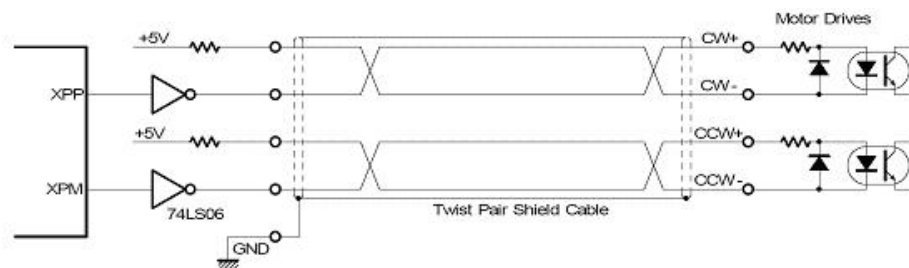 Motor Drives
+5V
CW+
XPP
CW-
+5V
CCW+
XPM
CCW-
74LS06
Twist Pair Shield Cable
GND